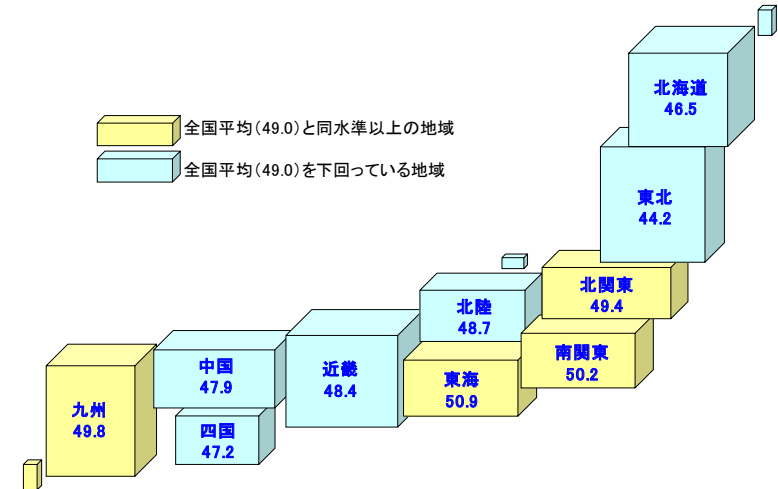 北海道
46.5
全国平均（49.0）と同水準以上の地域
全国平均（49.0）を下回っている地域
東北
44.2
北関東
49.4
北陸
48.7
南関東
50.2
中国
47.9
近畿
48.4
東海
50.9
九州
49.8
四国
47.2